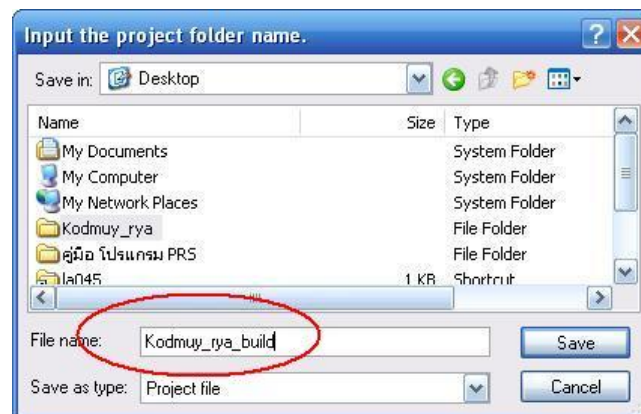 Input the project folder name.
Save in: Desktop
Name Size Type
My Documents System Folder
My Computer System Folder
My Network Places System Folder
Kodmuy_rya File Folder
คู่มือ โปรแกรม PRS File Folder
la045 1 KB Shortcut
File name: Kodmuy_rya_build Save
Save as type: Project file Cancel